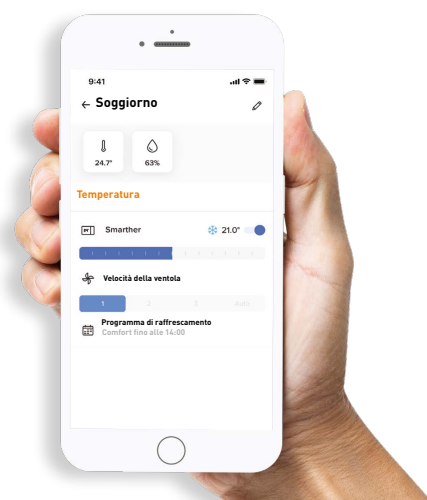 9:41
← Soggiorno
24.7° 63%
Temperatura
Smarther 21.0°
Velocità della ventola
1 2 3 Auto
Programma di raffrescamento
Comfort fino alle 14:00